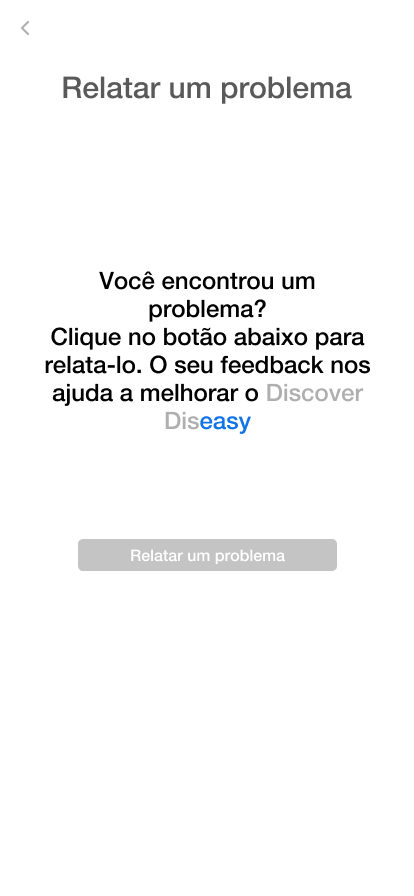 Relatar um problema
Você encontrou um
problema?
Clique no botão abaixo para
relata-lo. O seu feedback nos
ajuda a melhorar o Discover
Diseasy
Relatar um problema